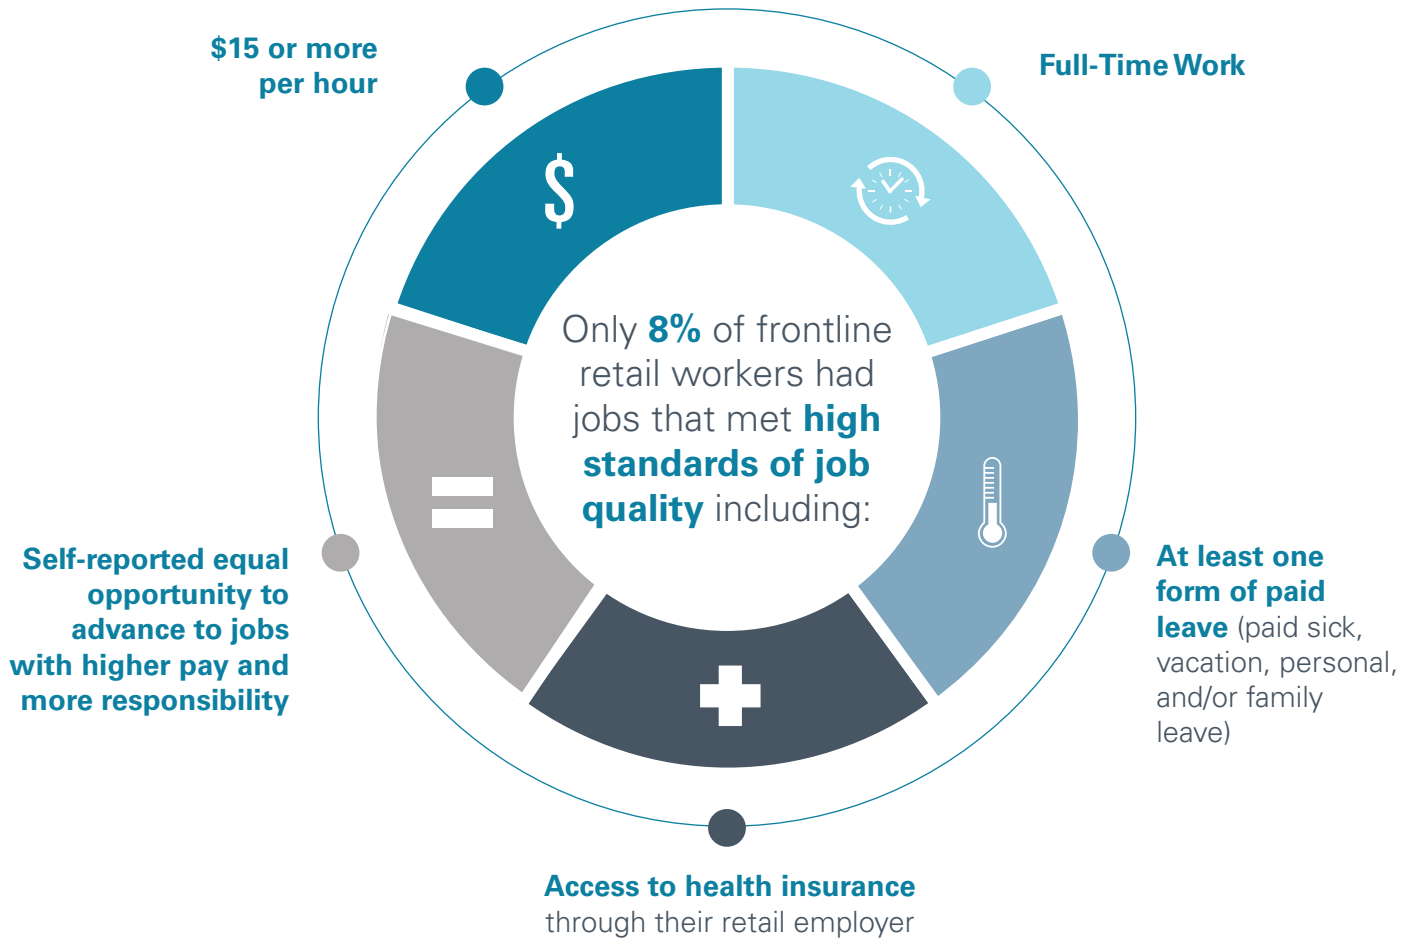 $15 or more
per hour
Full-Time Work
$
Only 8% of frontline
retail workers had
jobs that met high
standards of job
quality including:
Self-reported equal
opportunity to
advance to jobs
with higher pay and
more responsibility
At least one
form of paid
leave (paid sick,
vacation, personal,
and/or family
leave)
Access to health insurance
through their retail employer